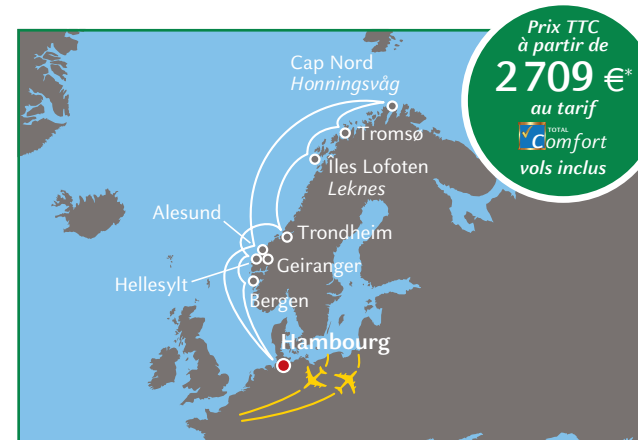 Prix TTC
à partir de
2 709 €*
au tarif
TOTAL
Comfort
vols inclus
Cap Nord
Honningsvåg
Tromsø
Îles Lofoten
Leknes
Alesund
Trondheim
Geiranger
Hellesylt
Bergen
Hambourg